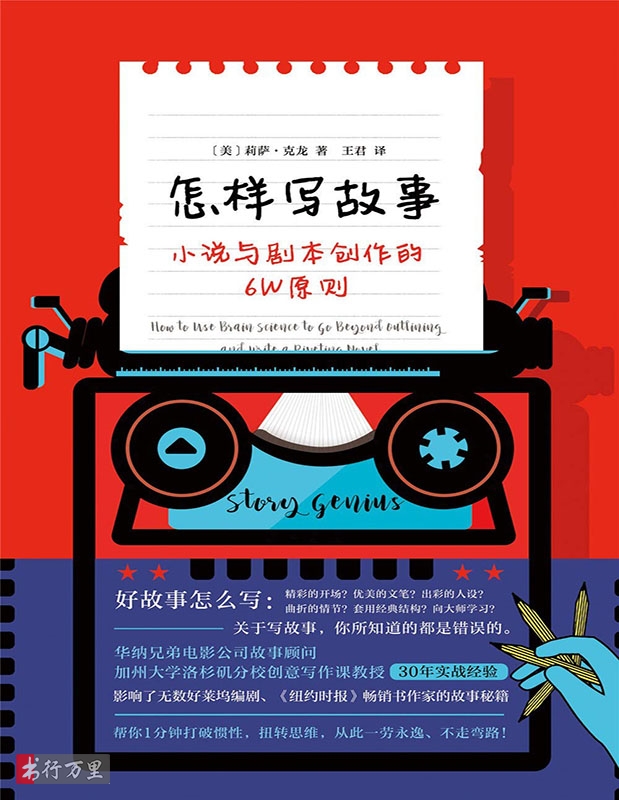 ［美］莉萨·克龙 著 王君 译
怎样写故事
小说与剧本创作的
6W原则
How to Use Brain Science to Go Beyond Outlining
and Write a Riveting Novel
Story Genius
★ ★ ★ ★
好故事怎么写：
精彩的开场？优美的文笔？出彩的人设？
曲折的情节？套用经典结构？向大师学习？
——关于写故事，你所知道的都是错误的。
华纳兄弟电影公司故事顾问
加州大学洛杉矶分校创意写作课教授 30年实战经验
影响了无数好莱坞编剧、《纽约时报》畅销书作家的故事秘籍
帮你1分钟打破惯性，扭转思维，从此一劳永逸、不走弯路！
书行万里